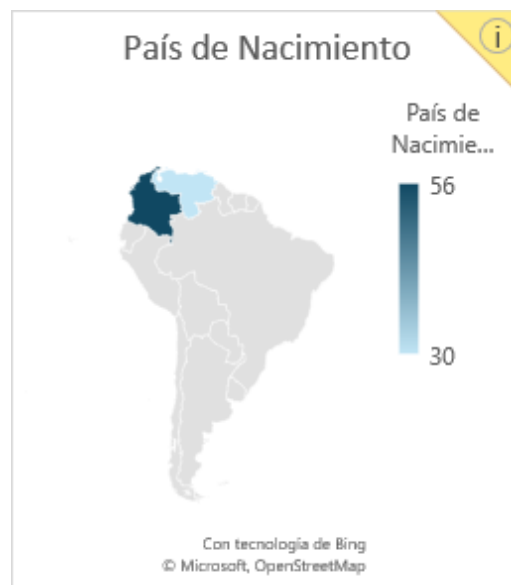 País de Nacimiento
i
País de
Nacimie...
56
30
Con tecnología de Bing
© Microsoft, OpenStreetMap